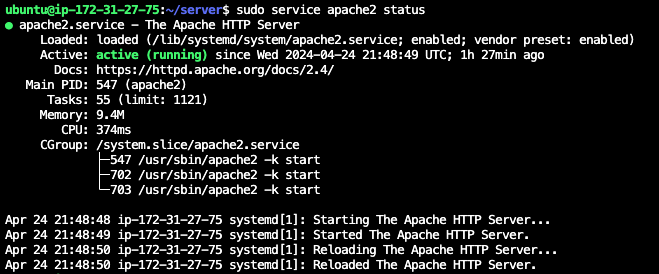 ubuntu@ip-172-31-27-75:~/server$ sudo service apache2 status
● apache2.service - The Apache HTTP Server
     Loaded: loaded (/lib/systemd/system/apache2.service; enabled; vendor preset: enabled)
     Active: active (running) since Wed 2024-04-24 21:48:49 UTC; 1h 27min ago
       Docs: https://httpd.apache.org/docs/2.4/
   Main PID: 547 (apache2)
      Tasks: 55 (limit: 1121)
     Memory: 9.4M
        CPU: 374ms
     CGroup: /system.slice/apache2.service
             ├─547 /usr/sbin/apache2 -k start
             ├─702 /usr/sbin/apache2 -k start
             └─703 /usr/sbin/apache2 -k start

Apr 24 21:48:48 ip-172-31-27-75 systemd[1]: Starting The Apache HTTP Server...
Apr 24 21:48:49 ip-172-31-27-75 systemd[1]: Started The Apache HTTP Server.
Apr 24 21:48:50 ip-172-31-27-75 systemd[1]: Reloading The Apache HTTP Server...
Apr 24 21:48:50 ip-172-31-27-75 systemd[1]: Reloaded The Apache HTTP Server.